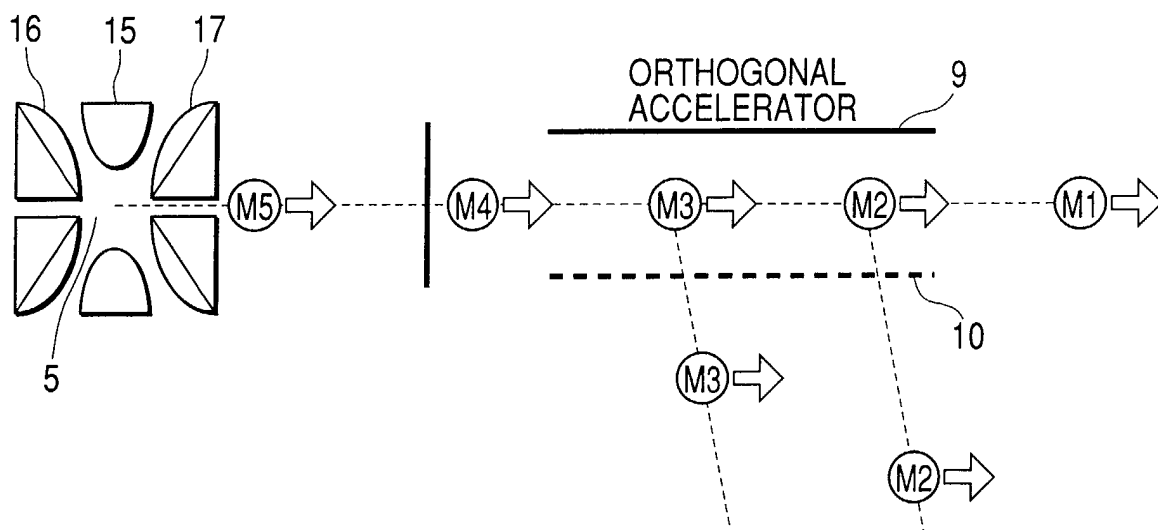 16 15 17
ORTHOGONAL
ACCELERATOR
9
M5 M4 M3 M2 M1
10
5
M3
M2